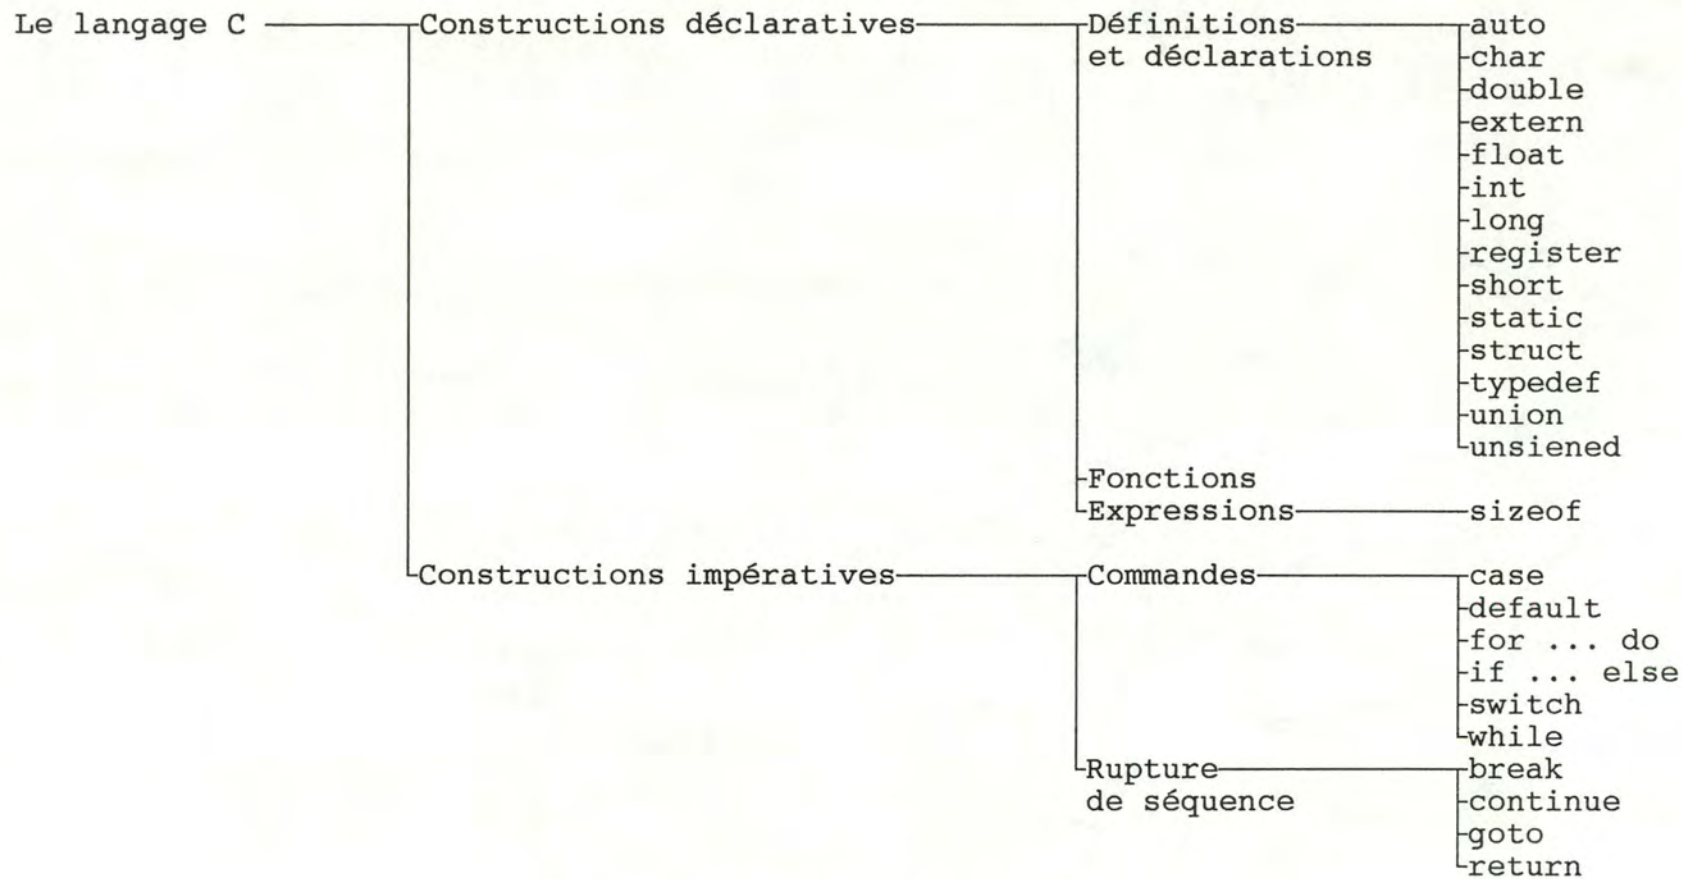 Le langage C Constructions déclaratives Définitions auto
et déclarations char
double
extern
float
int
long
register
short
static
struct
typedef
union
unsiened
Fonctions
Expressions sizeof
Constructions impératives Commandes case
default
for ... do
if ... else
switch
while
Rupture break
de séquence continue
goto
return